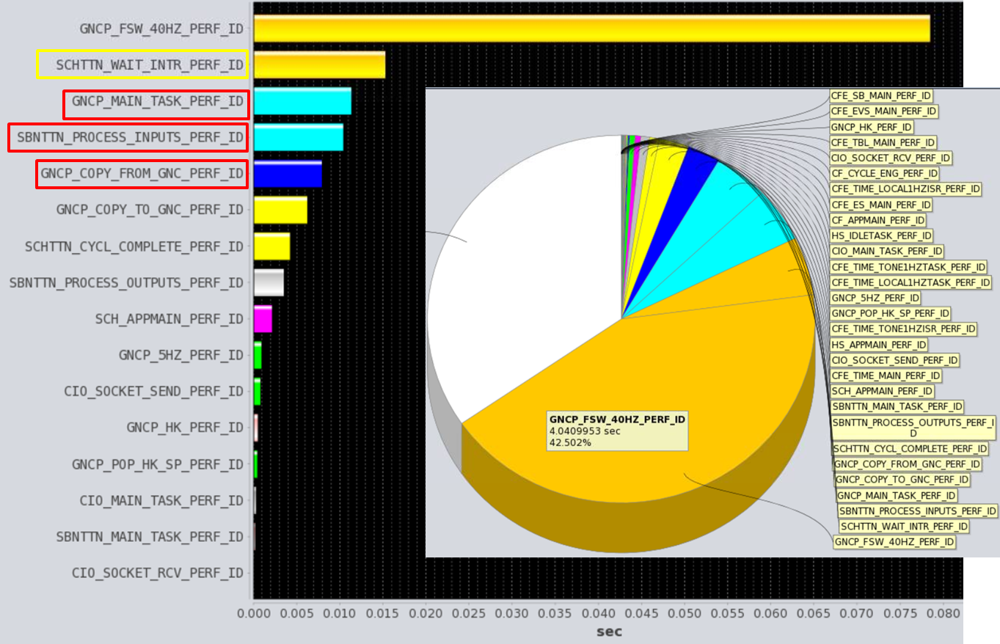 GNCP_FSW_40HZ_PERF_ID
SCHTTN_WAIT_INTR_PERF_ID
GNCP_MAIN_TASK_PERF_ID
SBNTTN_PROCESS_INPUTS_PERF_ID
GNCP_COPY_FROM_GNC_PERF_ID
GNCP_COPY_TO_GNC_PERF_ID
SCHTTN_CYCL_COMPLETE_PERF_ID
SBNTTN_PROCESS_OUTPUTS_PERF_ID
SCH_APPMAIN_PERF_ID
GNCP_5HZ_PERF_ID
CIO_SOCKET_SEND_PERF_ID
GNCP_HK_PERF_ID
GNCP_POP_HK_SP_PERF_ID
CIO_MAIN_TASK_PERF_ID
SBNTTN_MAIN_TASK_PERF_ID
CIO_SOCKET_RCV_PERF_ID
0.000 0.005 0.010 0.015 0.020 0.025 0.030 0.035 0.040 0.045 0.050 0.055 0.060 0.065 0.070 0.075 0.080
sec
GNCP_FSW_40HZ_PERF_ID
4.0409953 sec
42.502%
CFE_SB_MAIN_PERF_ID
CFE_EVS_MAIN_PERF_ID
GNCP_HK_PERF_ID
CFE_TBL_MAIN_PERF_ID
CIO_SOCKET_RCV_PERF_ID
CF_CYCLE_ENG_PERF_ID
CFE_TIME_LOCAL1HZISR_PERF_ID
CFE_ES_MAIN_PERF_ID
CF_APPMAIN_PERF_ID
HS_IDLETASK_PERF_ID
CIO_MAIN_TASK_PERF_ID
CFE_TIME_TONE1HZTASK_PERF_ID
CFE_TIME_LOCAL1HZTASK_PERF_ID
GNCP_5HZ_PERF_ID
GNCP_POP_HK_SP_PERF_ID
CFE_TIME_TONE1HZISR_PERF_ID
HS_APPMAIN_PERF_ID
CIO_SOCKET_SEND_PERF_ID
CFE_TIME_MAIN_PERF_ID
SCH_APPMAIN_PERF_ID
SBNTTN_MAIN_TASK_PERF_ID
SBNTTN_PROCESS_OUTPUTS_PERF_I
D
SCHTTN_CYCL_COMPLETE_PERF_ID
GNCP_COPY_FROM_GNC_PERF_ID
GNCP_COPY_TO_GNC_PERF_ID
GNCP_MAIN_TASK_PERF_ID
SBNTTN_PROCESS_INPUTS_PERF_ID
SCHTTN_WAIT_INTR_PERF_ID
GNCP_FSW_40HZ_PERF_ID